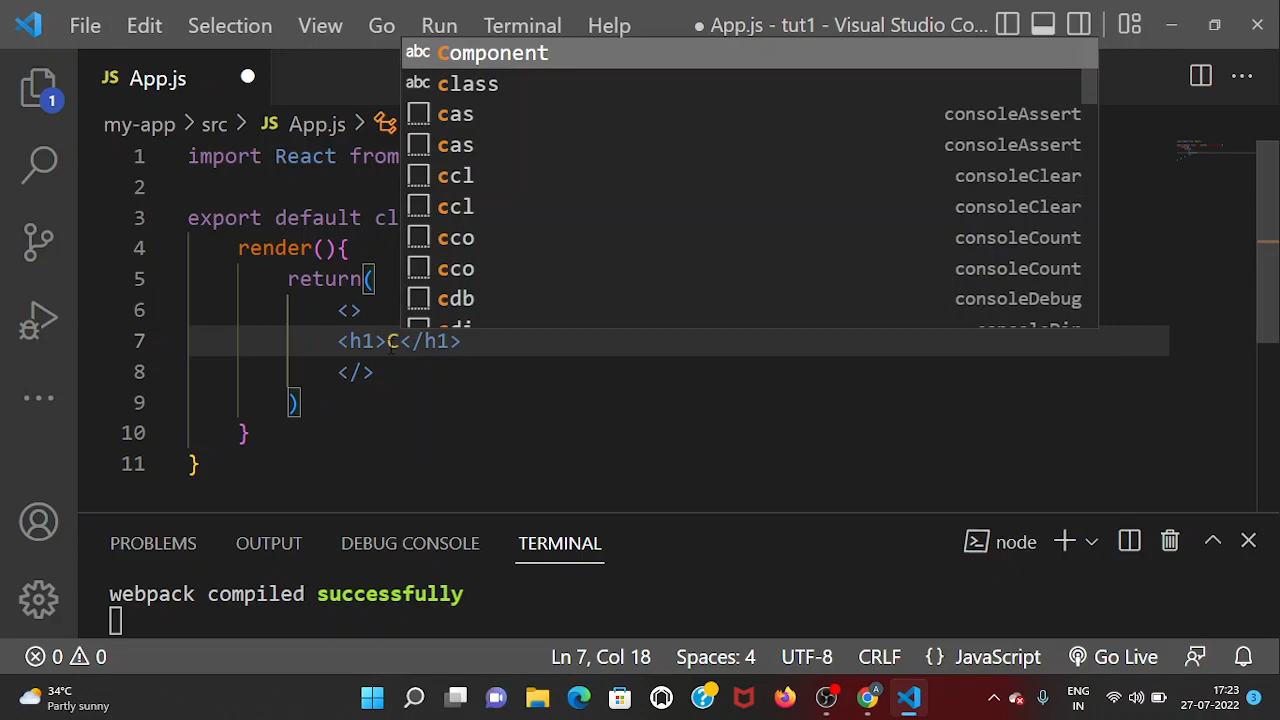 File Edit Selection View Go Run Terminal Help ● App.js - tut1 - Visual Studio Co...
JS App.js
my-app > src > JS App.js >
1 import React from
2
3 export default cl
4 render(){
5 return(
6 <>
7 <h1>C</h1>
8 </>
9 )
10 }
11 }
abc Component
abc class
cas consoleAssert
cas consoleAssert
ccl consoleClear
ccl consoleClear
cco consoleCount
cco consoleCount
cdb consoleDebug
1
PROBLEMS OUTPUT DEBUG CONSOLE TERMINAL node
webpack compiled successfully
0 0 Ln 7, Col 18 Spaces: 4 UTF-8 CRLF {} JavaScript Go Live
34°C
Partly sunny
ENG
IN
17:23
27-07-2022
3